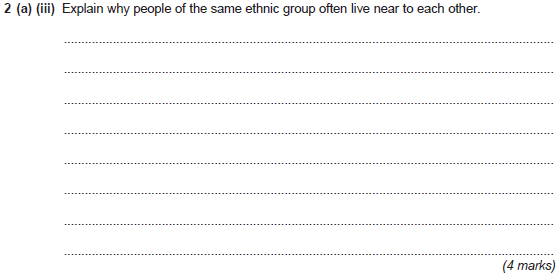 2 (a) (iii) Explain why people of the same ethnic group often live near to each other.
(4 marks)